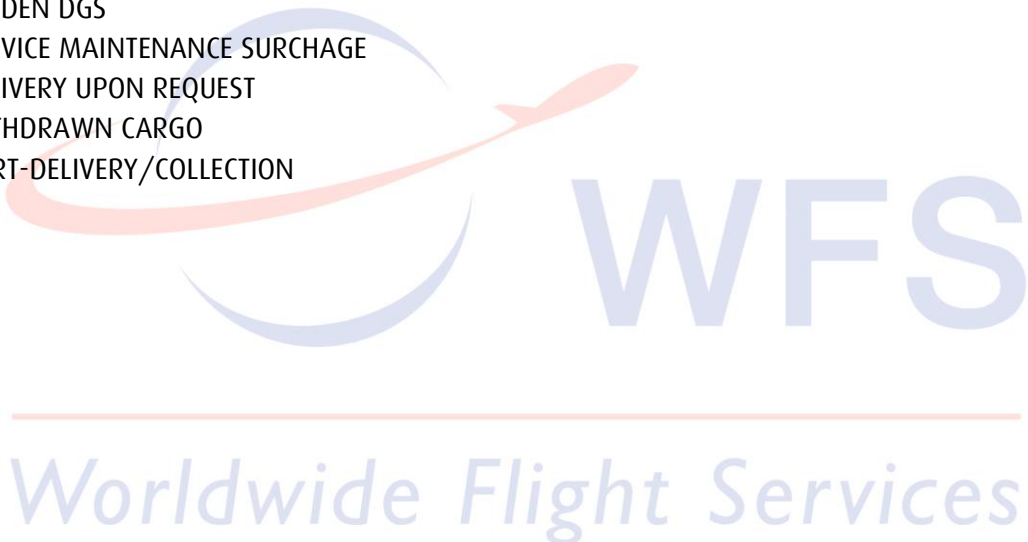 DEN DGS
VICE MAINTENANCE SURCHAGE
IVERY UPON REQUEST
THDRAWN CARGO
RT-DELIVERY/COLLECTION
WFS
Worldwide Flight Services